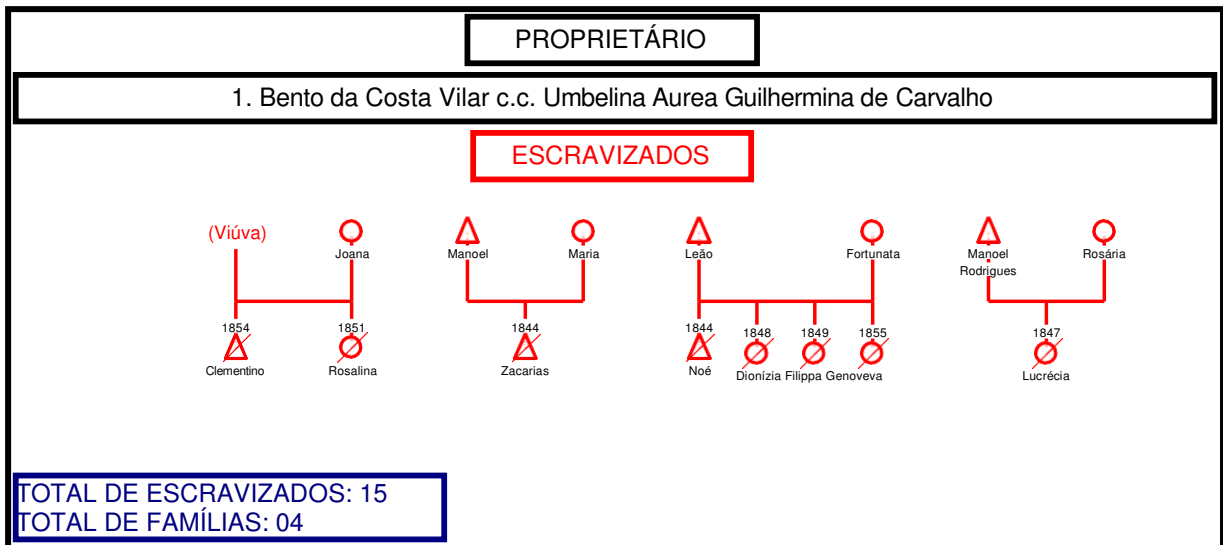 PROPRIETÁRIO
1. Bento da Costa Vilar c.c. Umbelina Aurea Guilhermina de Carvalho
ESCRAVIZADOS
(Viúva)
Joana
Manoel
Maria
Leão
Fortunata
Manoel
Rodrigues
Rosária
1854
1851
1844
1844
1848
1849
1855
1847
Clementino
Rosalina
Zacarias
Noé
Dionízia
Filippa
Genoveva
Lucrécia
TOTAL DE ESCRAVIZADOS: 15
TOTAL DE FAMÍLIAS: 04